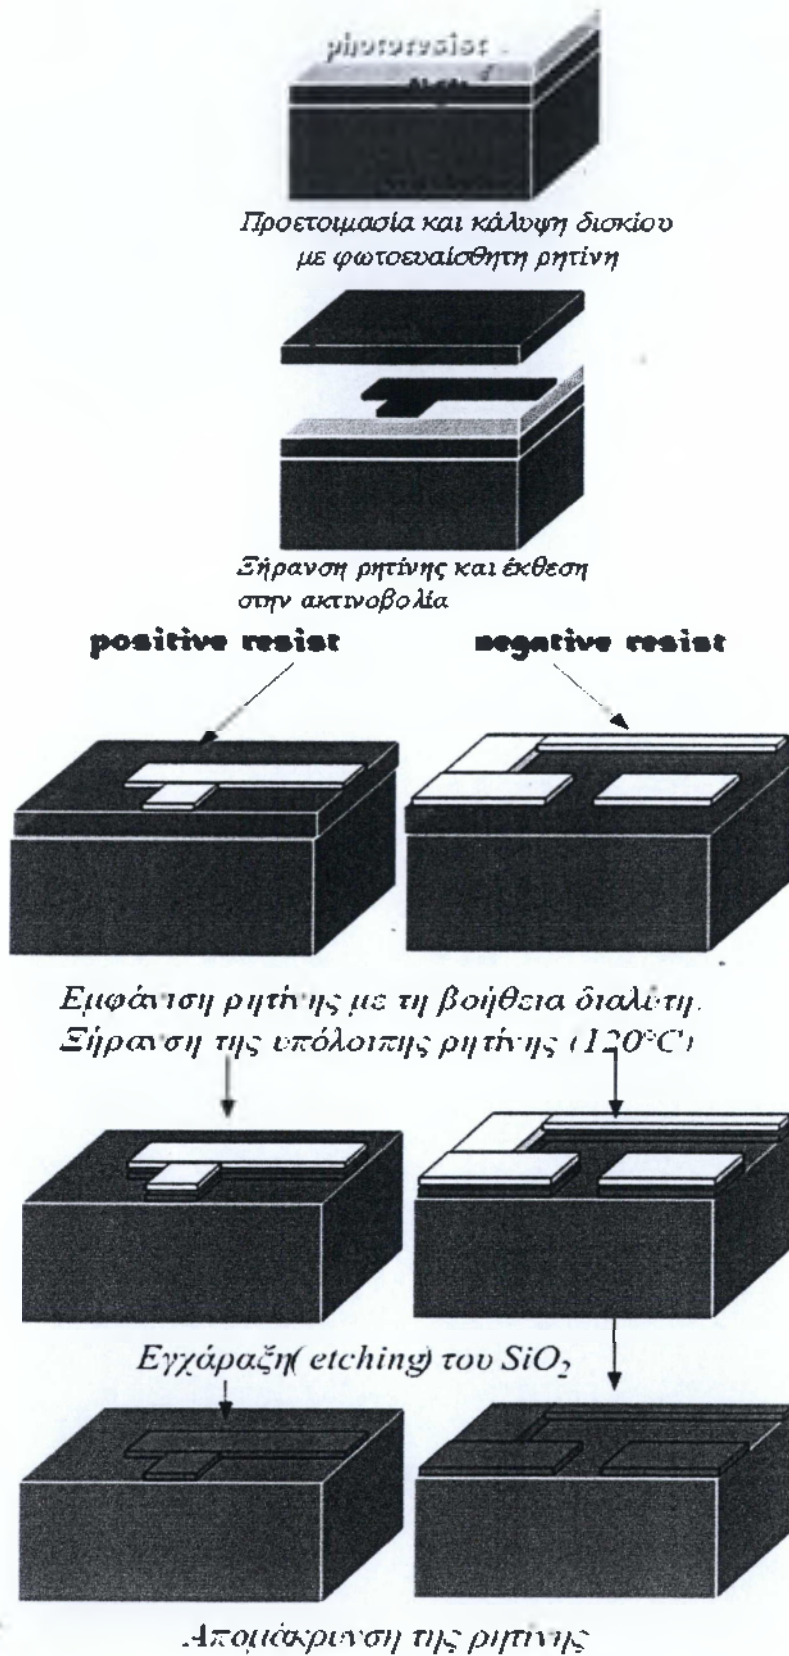 photoresist
Προετοιμασία και κάλυψη δισκίου
με φωτοευαίσθητη ρητίνη
Ξήρανση ρητίνης και έκθεση
στην ακτινοβολία
positive resist
negative resist
Εμφάνιση ρητίνης με τη βοήθεια διαλύτη.
Ξήρανση της υπόλοιπης ρητίνης (120°C)
Εγχάραξη( etching) του SiO₂
Απομάκρυνση της ρητίνης